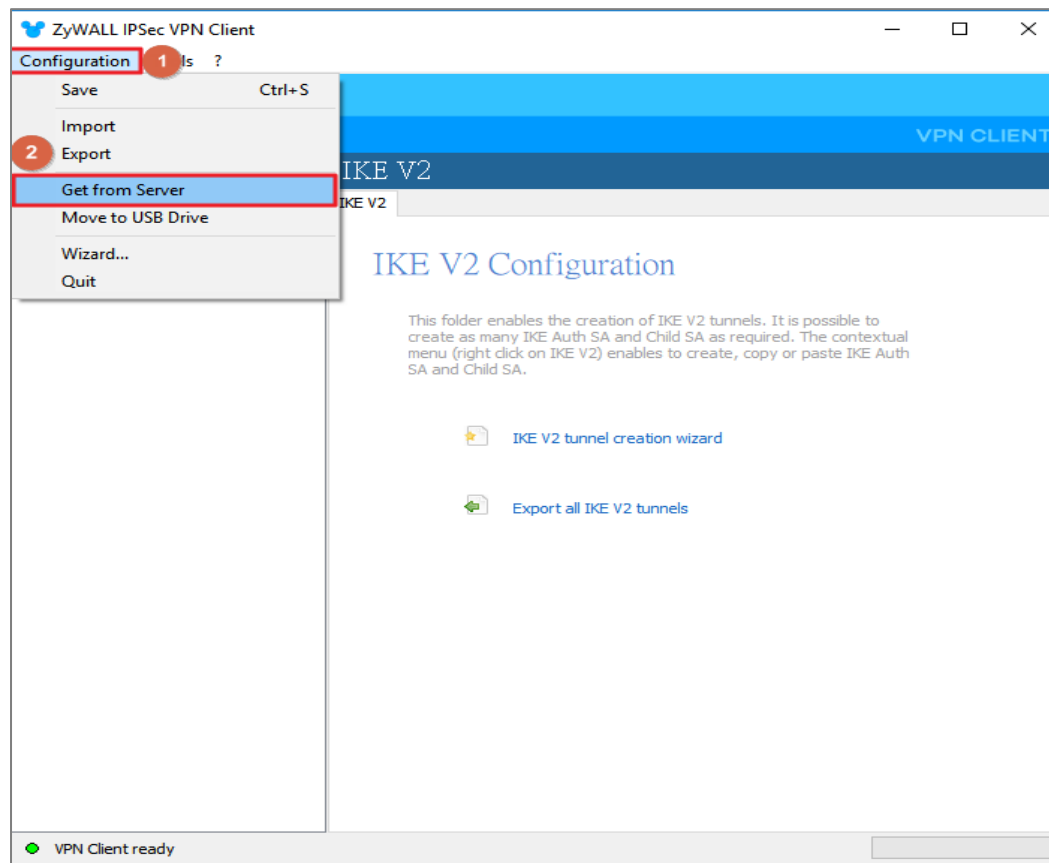 ZyWALL IPSec VPN Client
Configuration 1 ls ?
Save Ctrl+S
Import
2 Export
Get from Server
Move to USB Drive
Wizard...
Quit
VPN CLIENT
IKE V2
IKE V2
IKE V2 Configuration
This folder enables the creation of IKE V2 tunnels. It is possible to
create as many IKE Auth SA and Child SA as required. The contextual
menu (right click on IKE V2) enables to create, copy or paste IKE Auth
SA and Child SA.
IKE V2 tunnel creation wizard
Export all IKE V2 tunnels
VPN Client ready